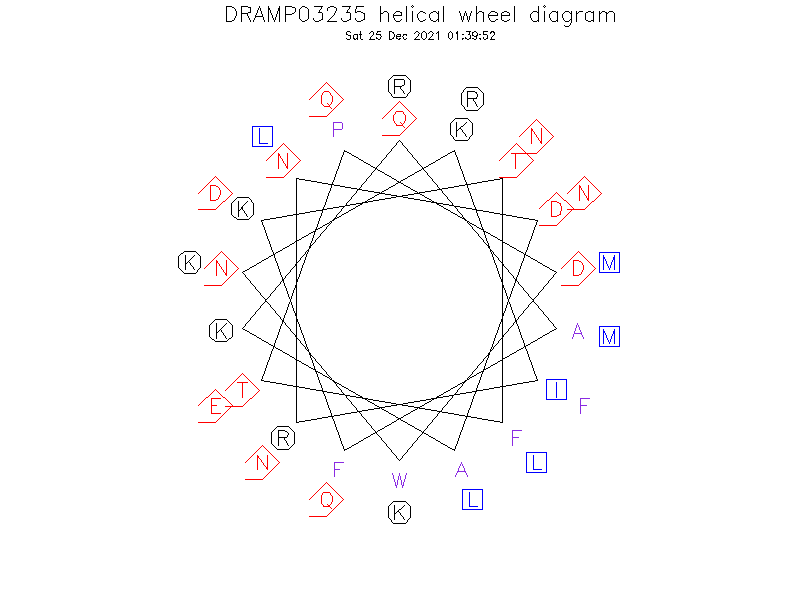 DRAMP03235 helical wheel diagram
Sat 25 Dec 2021 01:39:52
R
Q R
P Q K
L N T N
D K D N
K N D M
K A M
E T I F
N R F L
F W A
Q K L